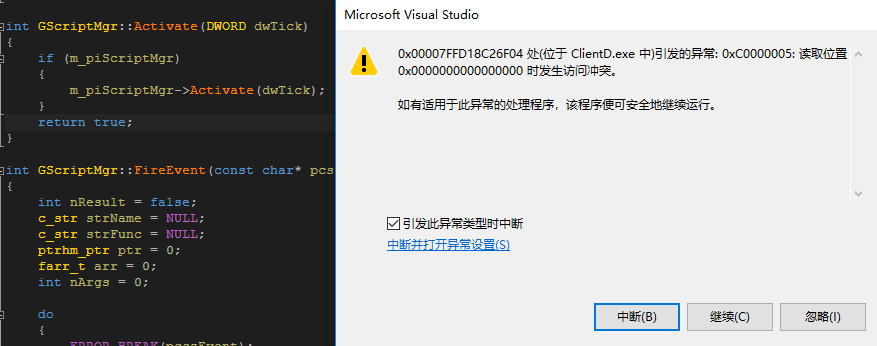 int GScriptMgr::Activate(DWORD dwTick)
{
if (m_piScriptMgr)
{
m_piScriptMgr->Activate(dwTick);
}
return true;
}
int GScriptMgr::FireEvent(const char* pcs
{
int nResult = false;
c_str strName = NULL;
c_str strFunc = NULL;
ptrhm_ptr ptr = 0;
farr_t arr = 0;
int nArgs = 0;
do
{
ERROR_BREAK(pcszEvent);
Microsoft Visual Studio
0x00007FFD18C26F04 处(位于 ClientD.exe 中)引发的异常: 0xC0000005: 读取位置
0x0000000000000000 时发生访问冲突。
如有适用于此异常的处理程序，该程序便可安全地继续运行。
引发此异常类型时中断
中断并打开异常设置(S)
中断(B)
继续(C)
忽略(I)